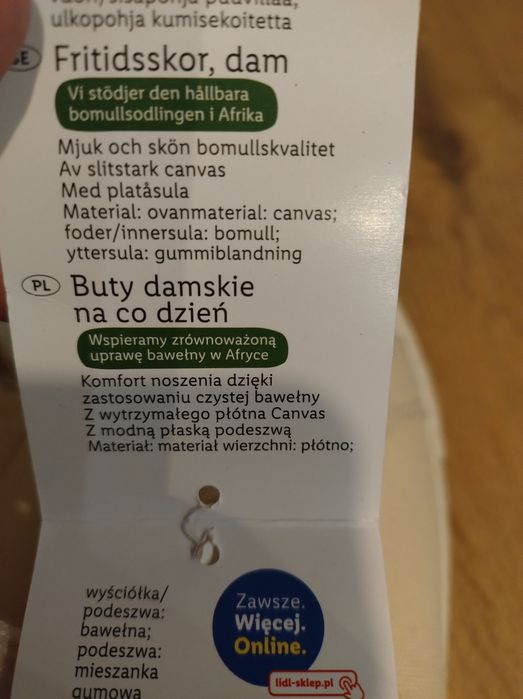 ulkopohja kumisekoitetta
SE Fritidsskor, dam
Vi stödjer den hållbara
bomullsodlingen i Afrika
Mjuk och skön bomullskvalitet
Av slitstark canvas
Med platåsula
Material: ovanmaterial: canvas;
foder/innersula: bomull;
yttersula: gummiblandning
PL Buty damskie
na co dzień
Wspieramy zrównoważoną
uprawę bawełny w Afryce
Komfort noszenia dzięki
zastosowaniu czystej bawełny
Z wytrzymałego płótna Canvas
Z modną płaską podeszwą
Materiał: materiał wierzchni: płótno;
wyściółka/
podeszwa:
bawełna;
podeszwa:
mieszanka
gumowa
Zawsze.
Więcej.
Online.
lidl-sklep.pl